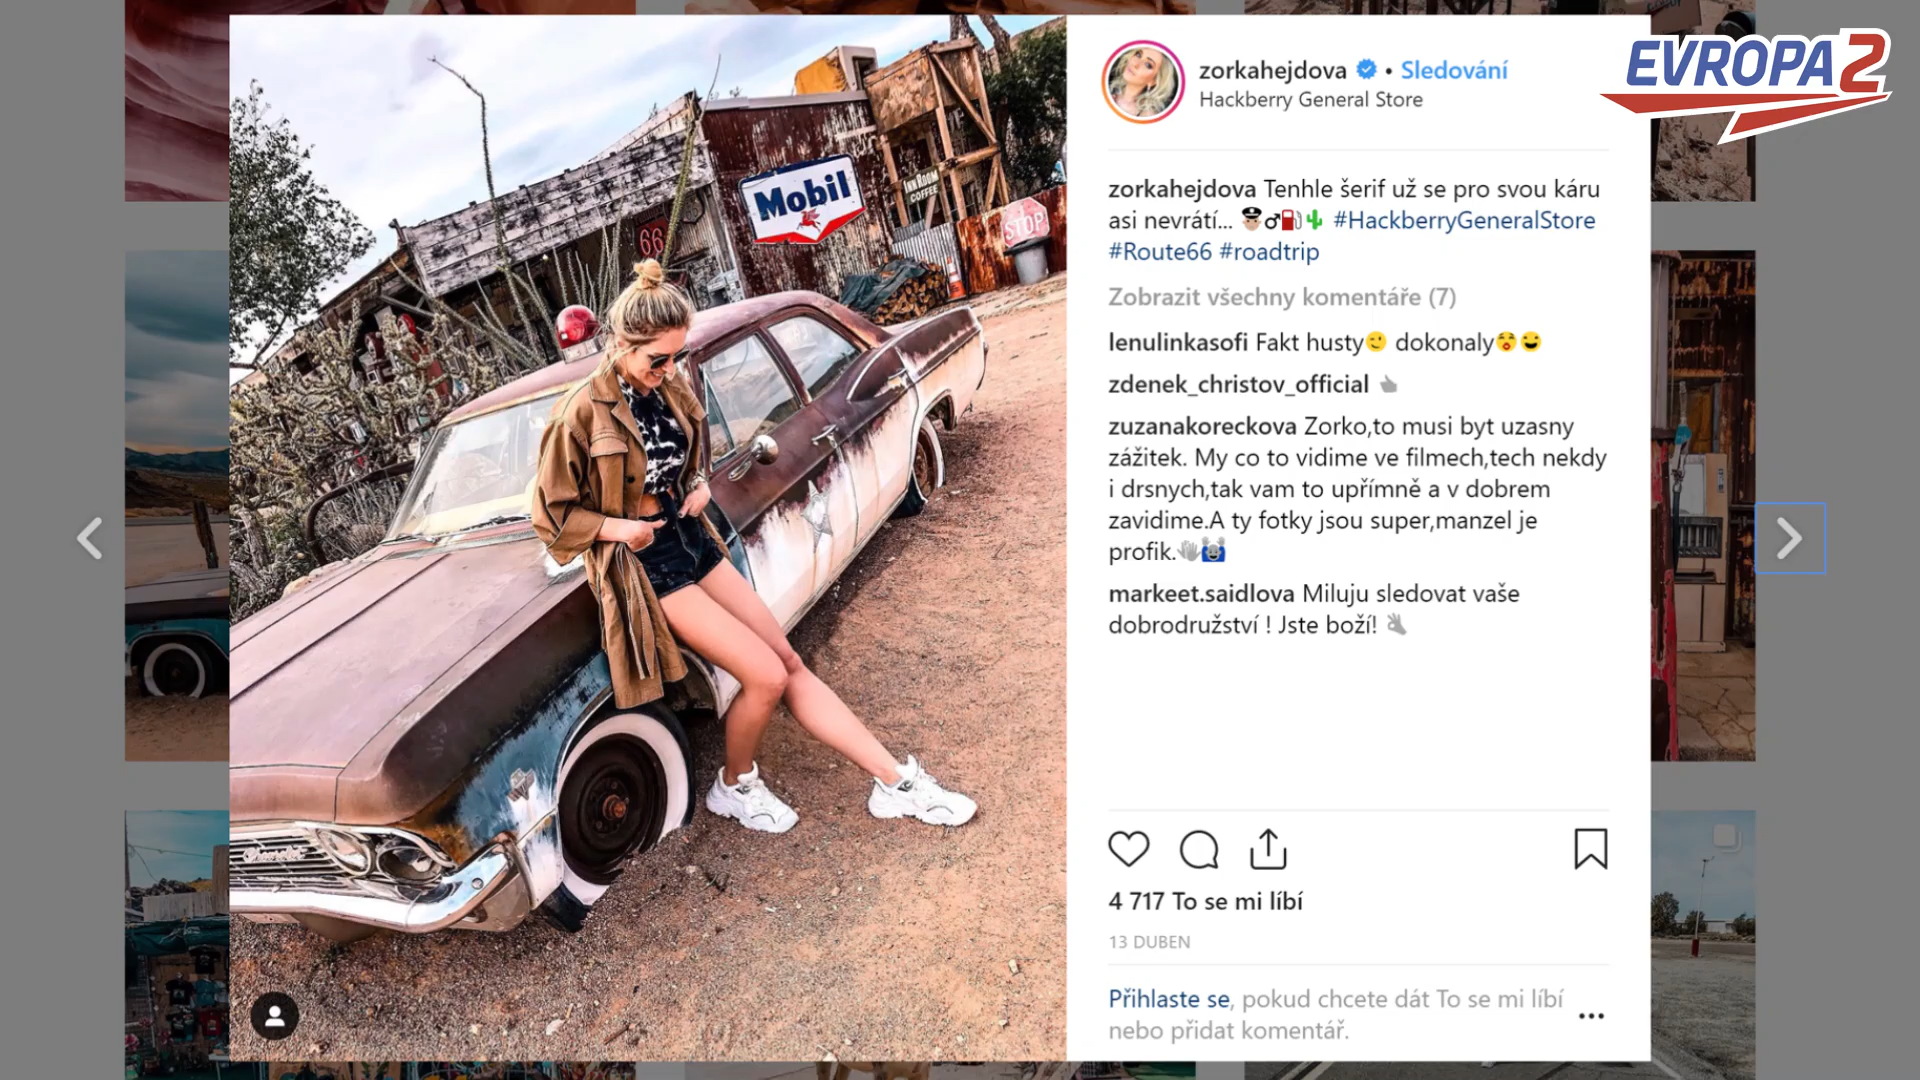 EVROPA 2
zorkahejdova • Sledování
Hackberry General Store
zorkahejdova Tenhle šerif už se pro svou káru
asi nevrátí... 👮🏻♂️⛽🌵 #HackberryGeneralStore
#Route66 #roadtrip
Zobrazit všechny komentáře (7)
lenulinkasofi Fakt husty🙂 dokonaly😲😃
zdenek_christov_official 👍
zuzanakoreckova Zorko,to musi byt uzasny
zážitek. My co to vidime ve filmech,tech nekdy
i drsnych,tak vam to upřímně a v dobrem
zavidime.A ty fotky jsou super,manzel je
profik.👋🙌
markeet.saidlova Miluju sledovat vaše
dobrodružství ! Jste boží! 👌
4 717 To se mi líbí
13 DUBEN
Přihlaste se, pokud chcete dát To se mi líbí
nebo přidat komentář.
Mobil
INN ROOM
COFFEE
STOP
66
Chevrolet